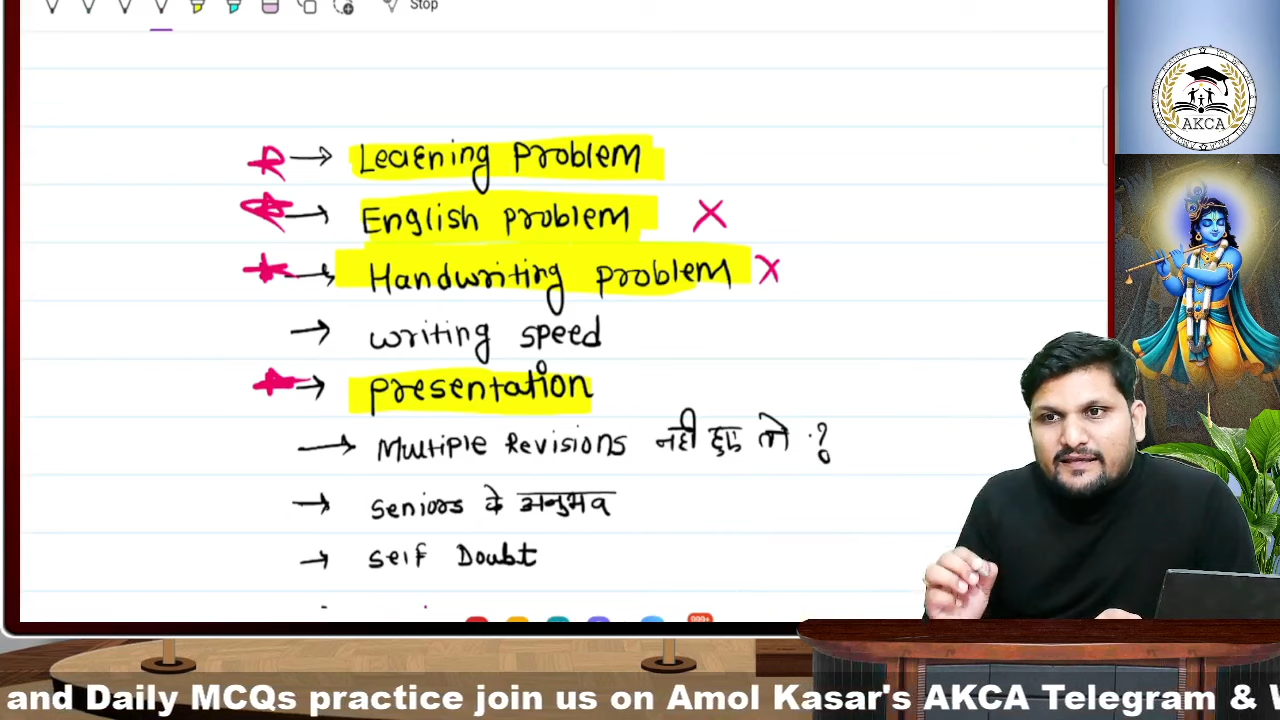 Stop
→ Learning problem
→ English problem X
→ Handwriting problem X
→ writing speed
→ presentation
→ Multiple Revisions नही हुए तो ?
→ Seniors के अनुभव
→ Self Doubt
999+
AKCA
and Daily MCQs practice join us on Amol Kasar's AKCA Telegram &